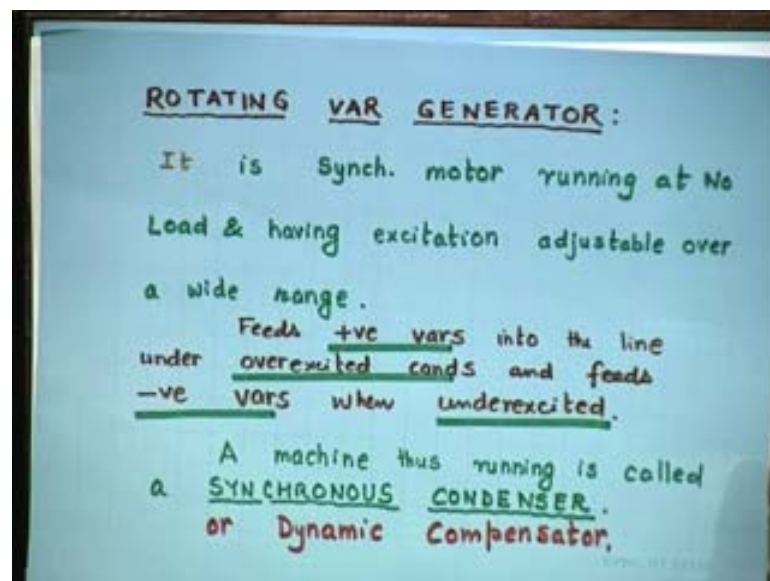 ROTATING VAR GENERATOR:
It is Synch. motor running at No
Load & having excitation adjustable over
a wide range.
Feeds +ve vars into the line
under overexcited conds and feeds
-ve vars when underexcited.
A machine thus running is called
a SYNCHRONOUS CONDENSER.
or Dynamic Compensator.